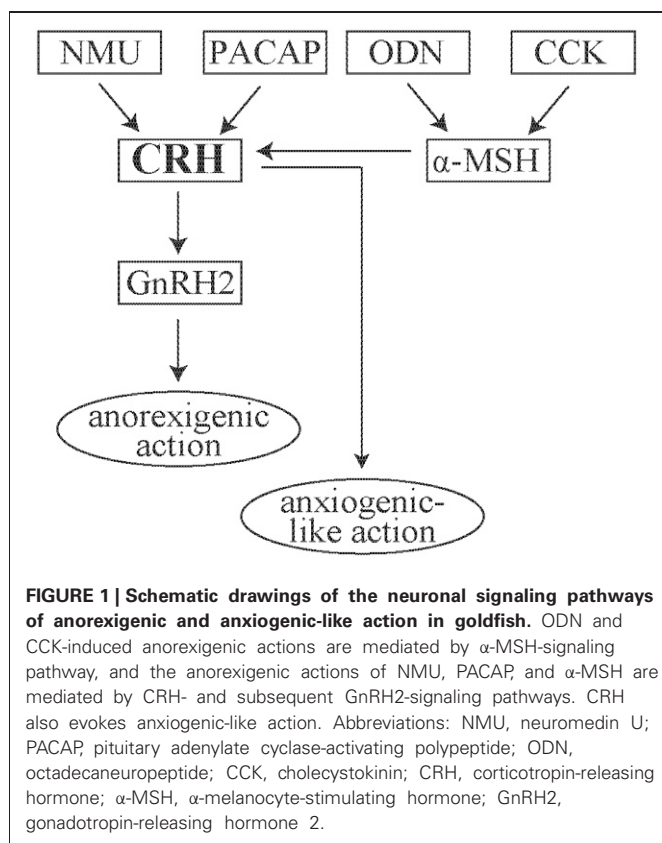 NMU PACAP ODN CCK
CRH α-MSH
GnRH2
anorexigenic
action
anxiogenic-
like action
FIGURE 1 | Schematic drawings of the neuronal signaling pathways
of anorexigenic and anxiogenic-like action in goldfish. ODN and
CCK-induced anorexigenic actions are mediated by α-MSH-signaling
pathway, and the anorexigenic actions of NMU, PACAP, and α-MSH are
mediated by CRH- and subsequent GnRH2-signaling pathways. CRH
also evokes anxiogenic-like action. Abbreviations: NMU, neuromedin U;
PACAP, pituitary adenylate cyclase-activating polypeptide; ODN,
octadecaneuropeptide; CCK, cholecystokinin; CRH, corticotropin-releasing
hormone; α-MSH, α-melanocyte-stimulating hormone; GnRH2,
gonadotropin-releasing hormone 2.